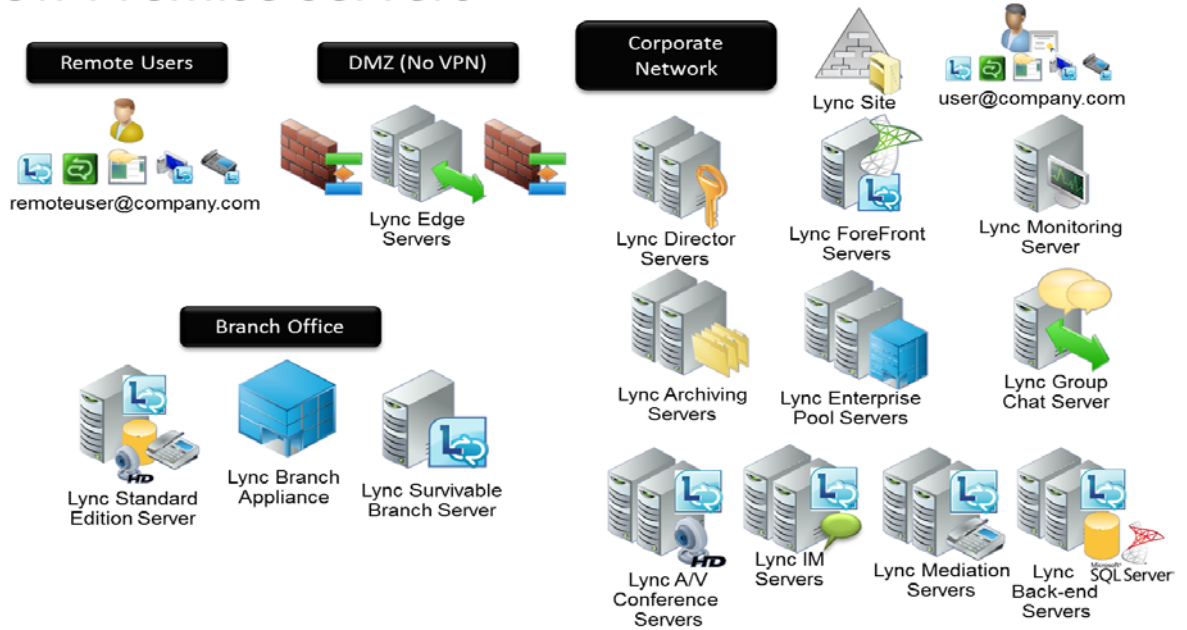 Remote Users
remoteuser@company.com
DMZ (No VPN)
Lync Edge
Servers
Corporate
Network
Lync Site
user@company.com
Lync Director
Servers
Lync ForeFront
Servers
Lync Monitoring
Server
Lync Archiving
Servers
Lync Enterprise
Pool Servers
Lync Group
Chat Server
Branch Office
HD
Lync Standard
Edition Server
Lync Branch
Appliance
Lync Survivable
Branch Server
HD
Lync A/V
Conference
Servers
Lync IM
Servers
Lync Mediation
Servers
Lync
Back-end
Servers
Microsoft
SQL Server